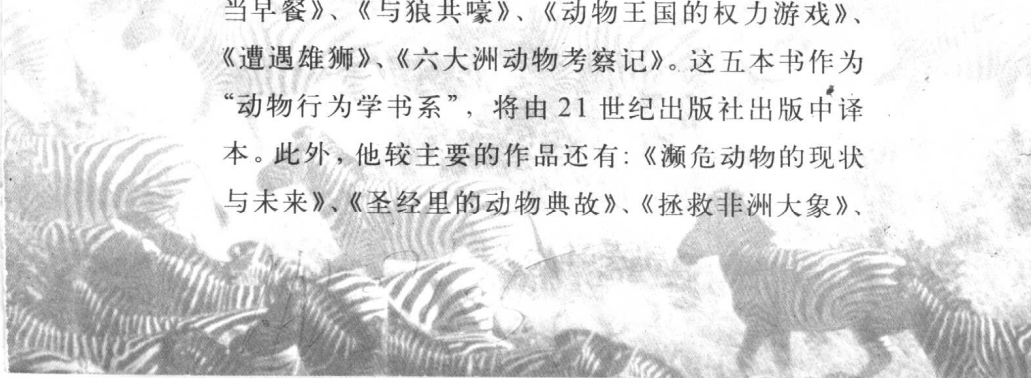 当早餐》、《与狼共嚎》、《动物王国的权力游戏》、
《遭遇雄狮》、《六大洲动物考察记》。这五本书作为
“动物行为学书系”，将由 21 世纪出版社出版中译
本。此外，他较主要的作品还有：《濒危动物的现状
与未来》、《圣经里的动物典故》、《拯救非洲大象》、